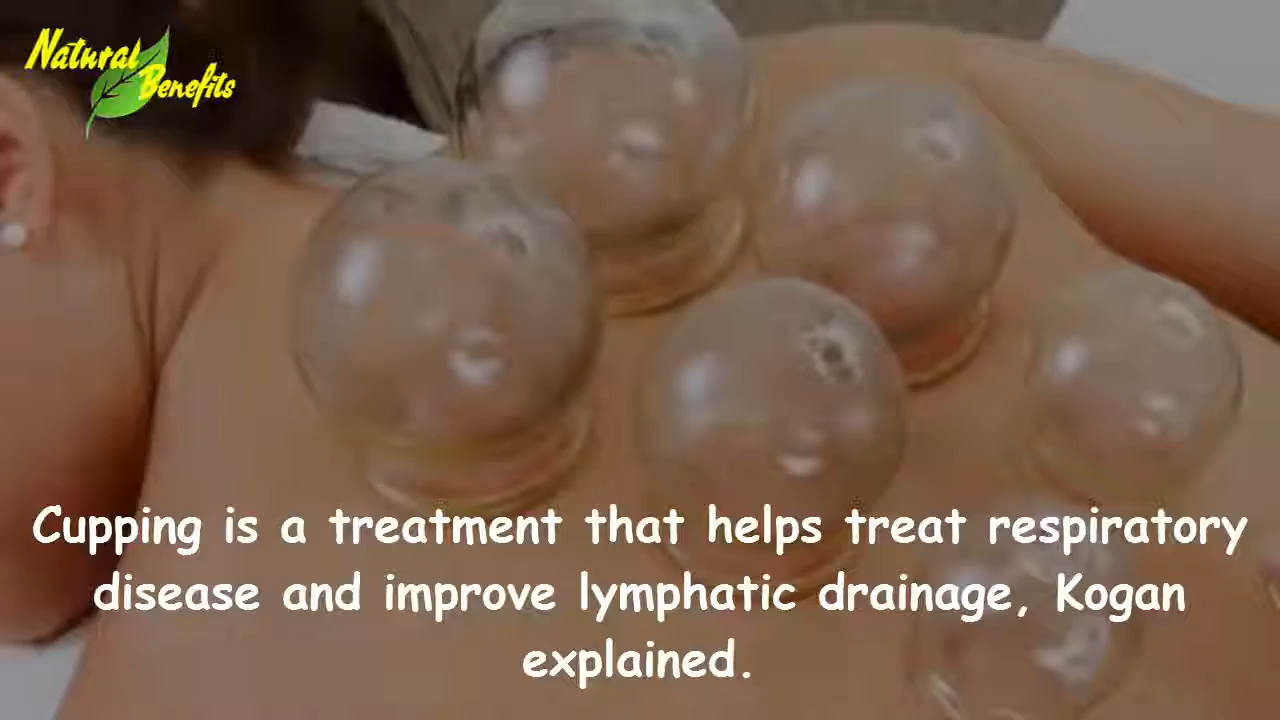 Natural
Benefits
Cupping is a treatment that helps treat respiratory
disease and improve lymphatic drainage, Kogan
explained.